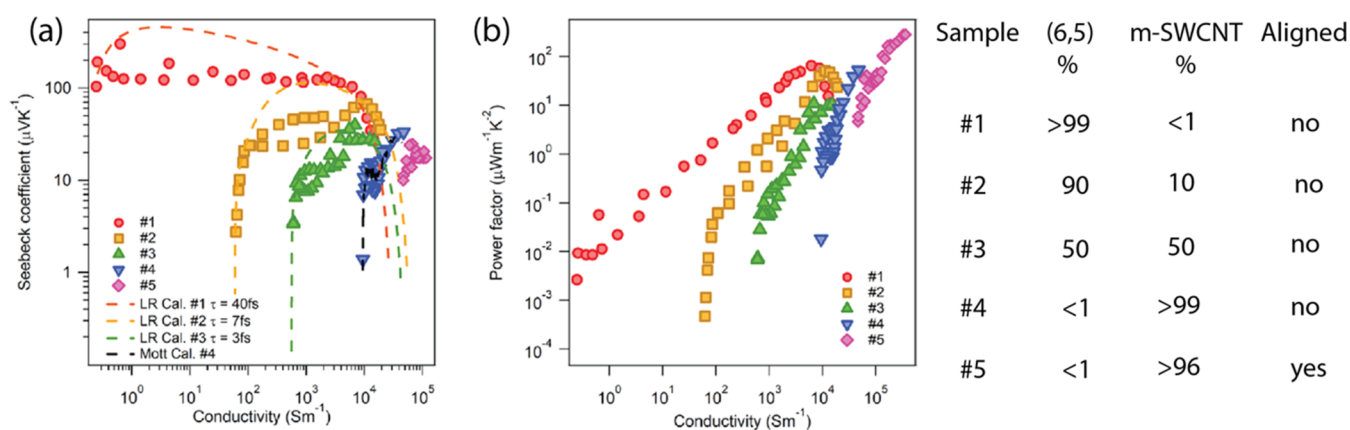 (a)
Seebeck coefficient (μVK⁻¹)
100
10
1
#1
#2
#3
#4
#5
LR Cal. #1 τ = 40fs
LR Cal. #2 τ = 7fs
LR Cal. #3 τ = 3fs
Mott Cal. #4
10⁰ 10¹ 10² 10³ 10⁴ 10⁵
Conductivity (Sm⁻¹)
(b)
Power factor (μWm⁻¹K⁻²)
10²
10¹
10⁰
10⁻¹
10⁻²
10⁻³
10⁻⁴
#1
#2
#3
#4
#5
10⁰ 10¹ 10² 10³ 10⁴ 10⁵
Conductivity (Sm⁻¹)
Sample (6,5) m-SWCNT Aligned
% %
#1 >99 <1 no
#2 90 10 no
#3 50 50 no
#4 <1 >99 no
#5 <1 >96 yes